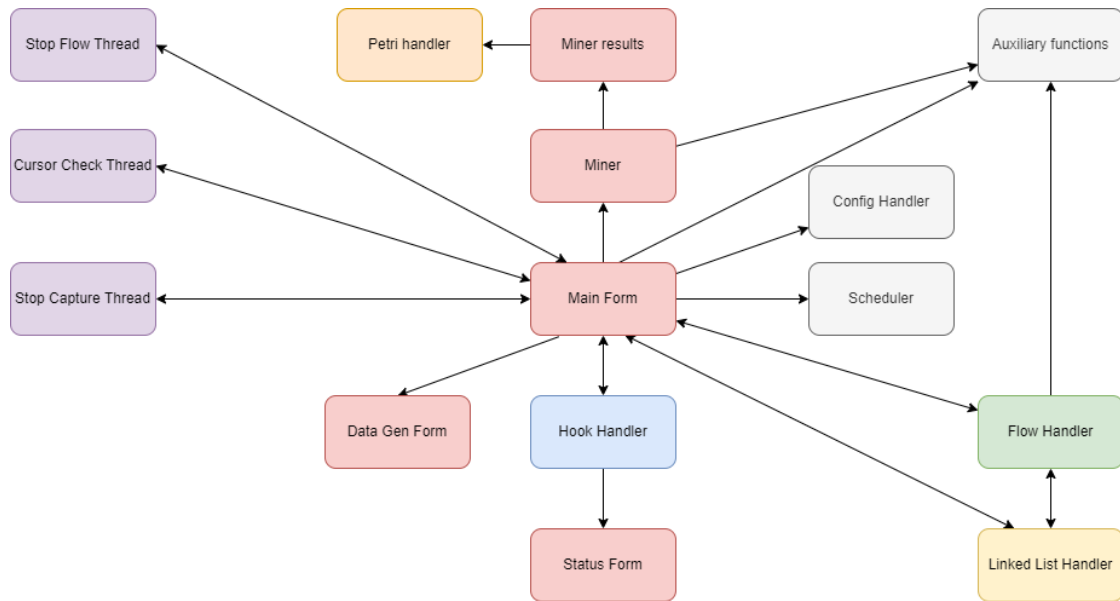 Stop Flow Thread
Petri handler
Miner results
Auxiliary functions
Cursor Check Thread
Miner
Config Handler
Stop Capture Thread
Main Form
Scheduler
Data Gen Form
Hook Handler
Flow Handler
Status Form
Linked List Handler